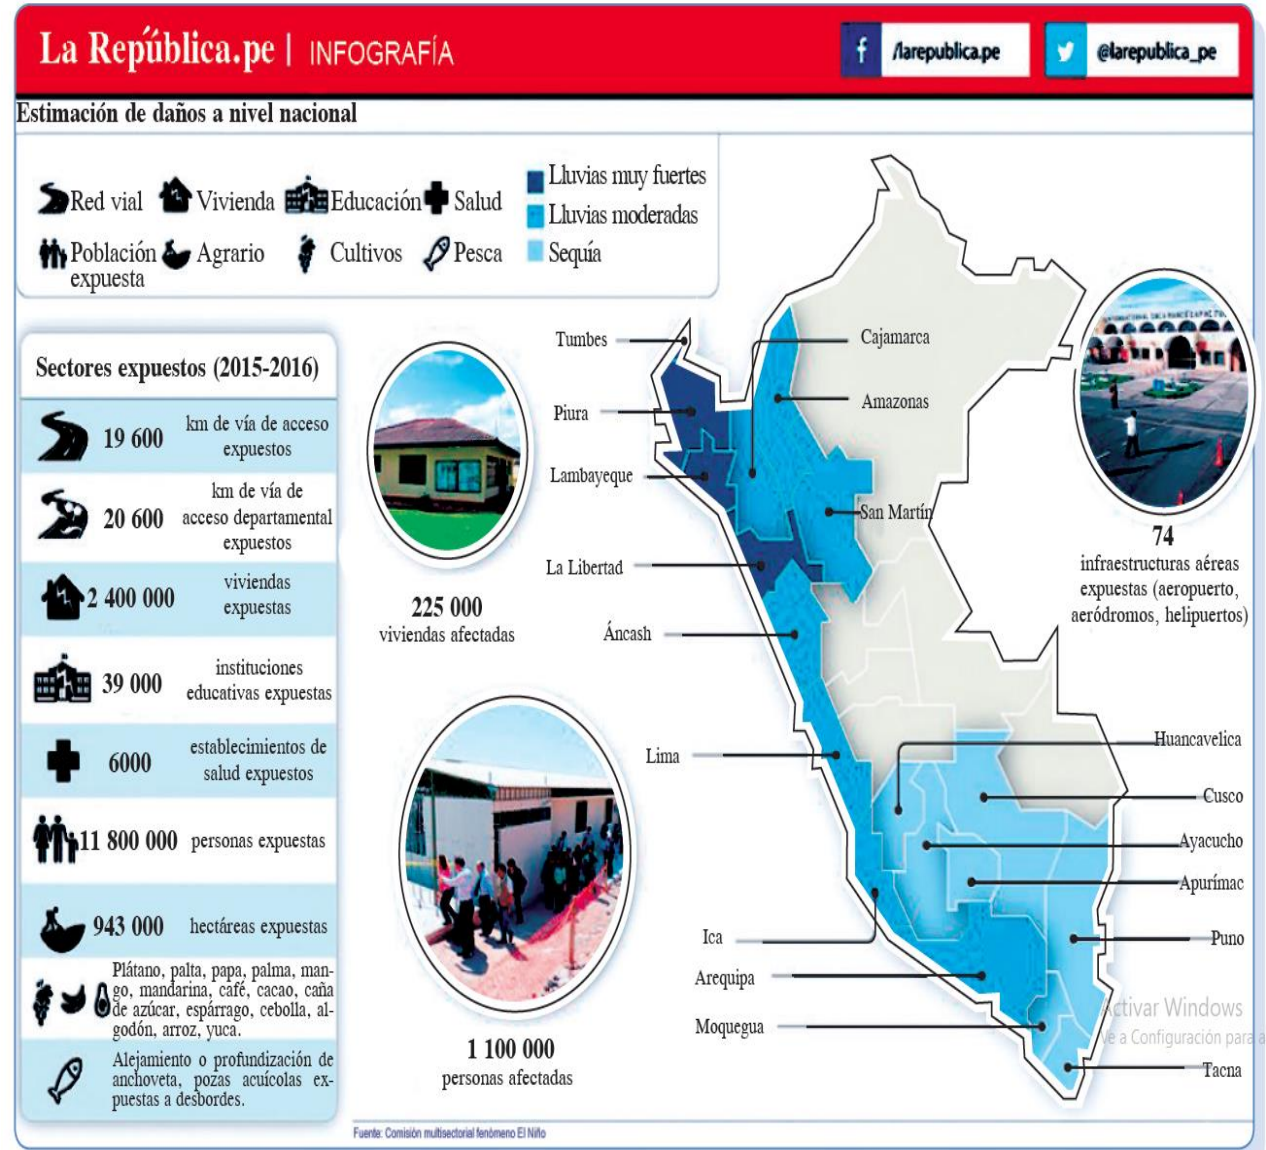 La República.pe | INFOGRAFÍA
/larepublica.pe
@larepublica_pe
Estimación de daños a nivel nacional
Red vial
Vivienda
Educación
Salud
Población
expuesta
Agrario
Cultivos
Pesca
Lluvias muy fuertes
Lluvias moderadas
Sequía
Sectores expuestos (2015-2016)
19 600
km de vía de acceso
expuestos
20 600
km de vía de
acceso departamental
expuestos
2 400 000
viviendas
expuestas
39 000
instituciones
educativas expuestas
6000
establecimientos de
salud expuestos
11 800 000 personas expuestas
943 000 hectáreas expuestas
Plátano, palta, papa, palma, man-
go, mandarina, café, cacao, caña
de azúcar, espárrago, cebolla, al-
godón, arroz, yuca.
Alejamiento o profundización de
anchoveta, pozas acuícolas ex-
puestas a desbordes.
225 000
viviendas afectadas
1 100 000
personas afectadas
Tumbes
Piura
Lambayeque
La Libertad
Áncash
Lima
Ica
Arequipa
Moquegua
Cajamarca
Amazonas
San Martín
74
infraestructuras aéreas
expuestas (aeropuerto,
aeródromos, helipuertos)
Huancavelica
Cusco
Ayacucho
Apurímac
Puno
Tacna
Activar Windows
Ve a Configuración para a
Fuente: Comisión multisectorial fenómeno El Niño